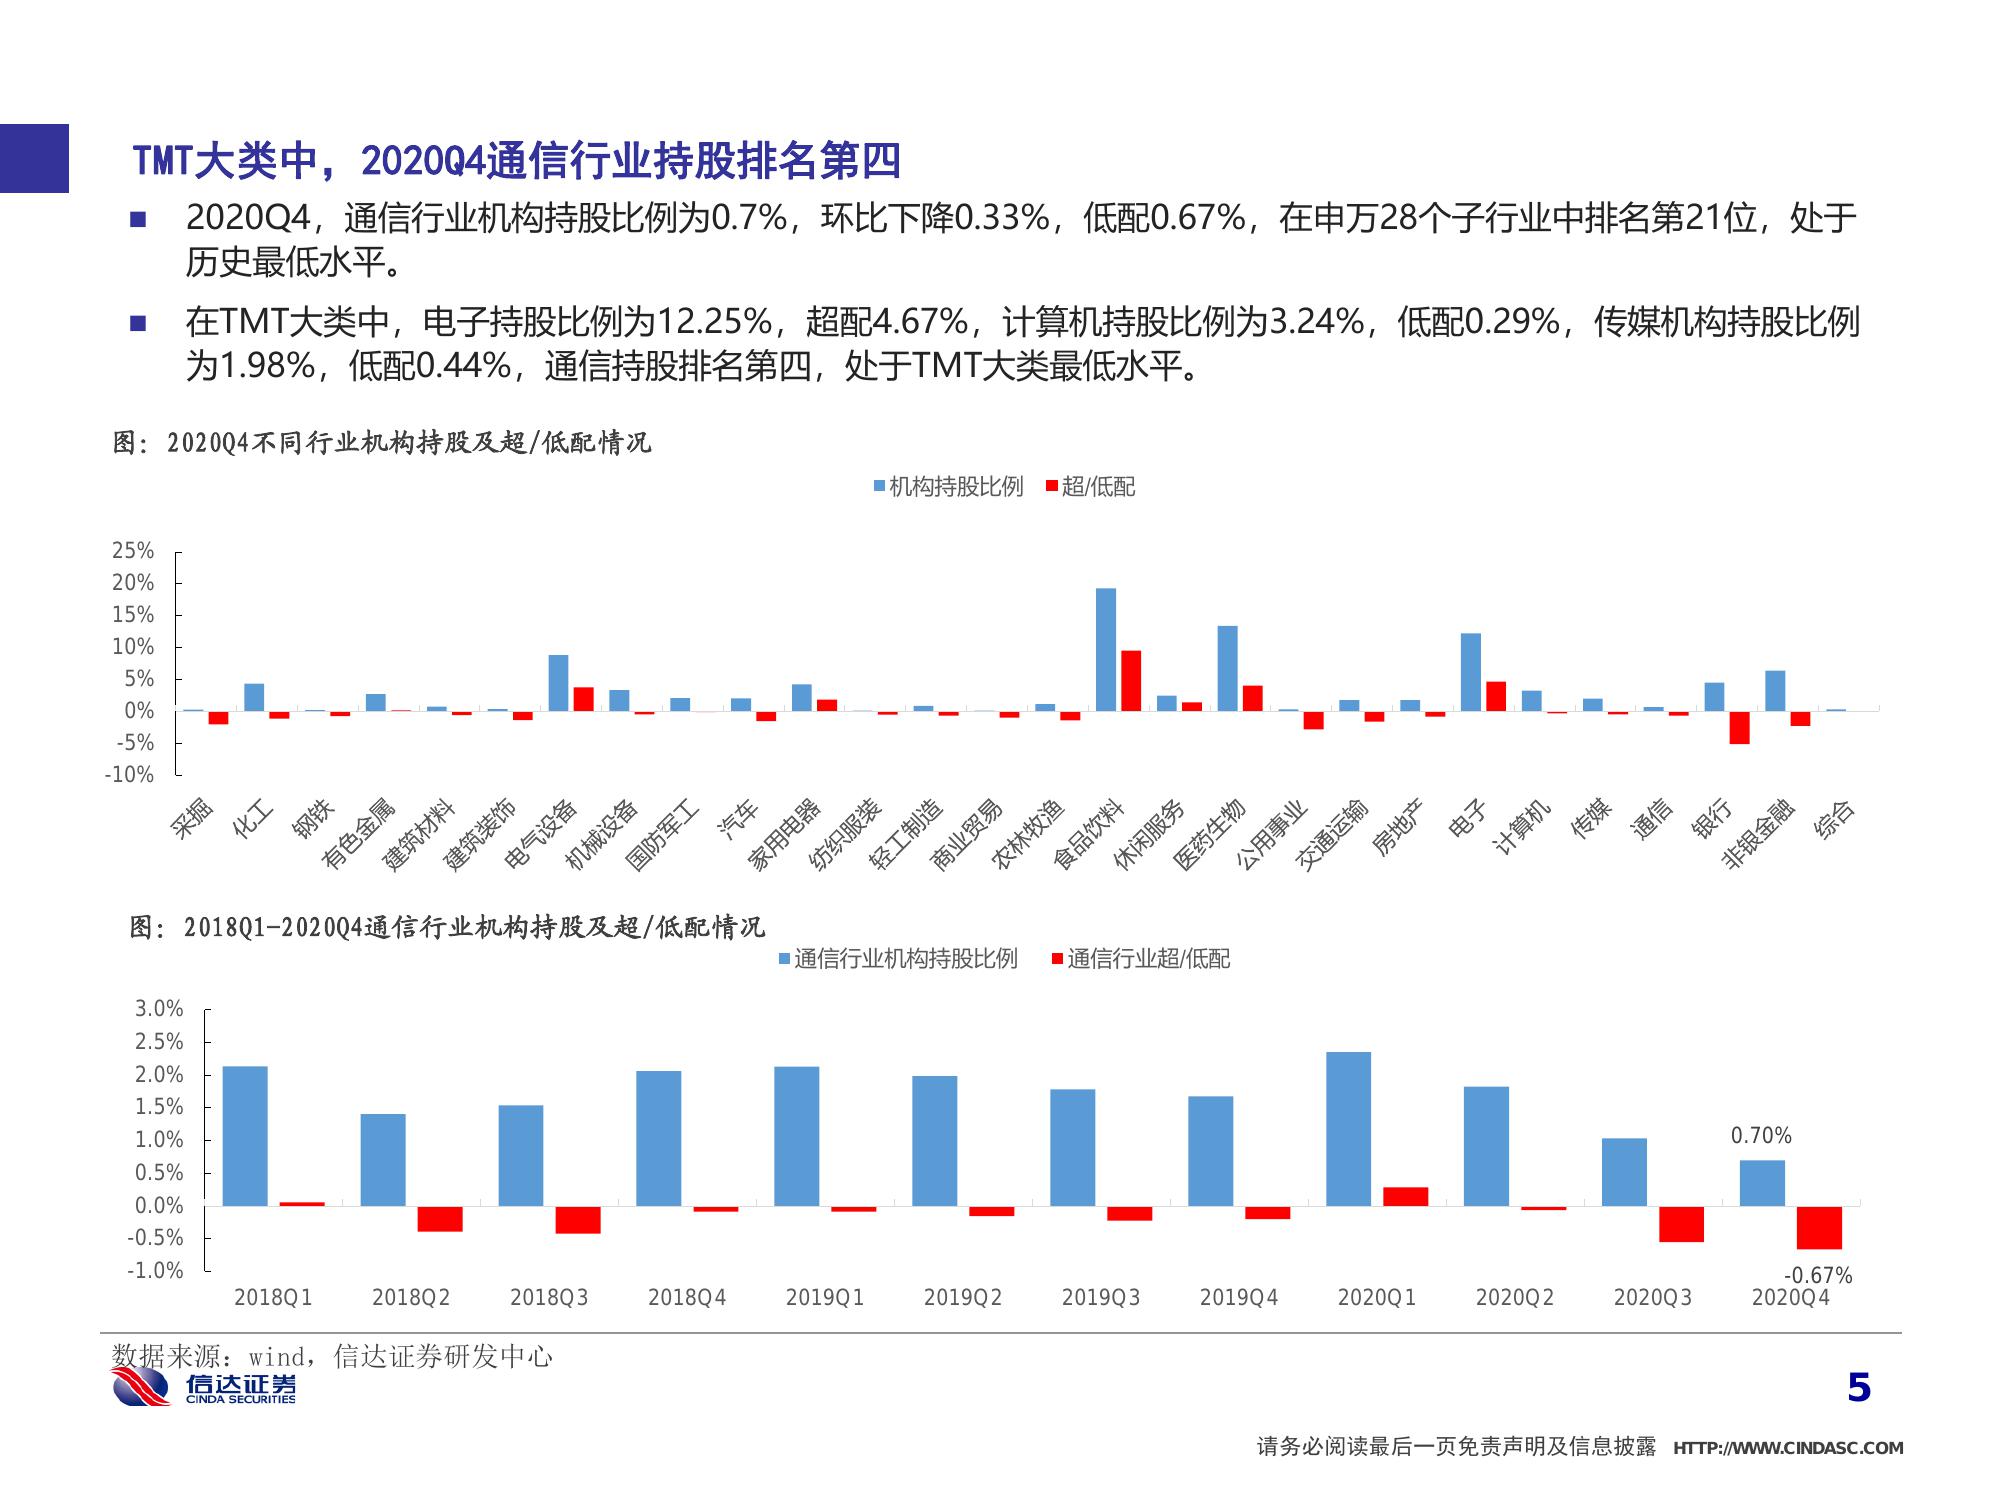 TMT大类中，2020Q4通信行业持股排名第四
■ 2020Q4，通信行业机构持股比例为0.7%，环比下降0.33%，低配0.67%，在申万28个子行业中排名第21位，处于
历史最低水平。
■ 在TMT大类中，电子持股比例为12.25%，超配4.67%，计算机持股比例为3.24%，低配0.29%，传媒机构持股比例
为1.98%，低配0.44%，通信持股排名第四，处于TMT大类最低水平。
图：2020Q4不同行业机构持股及超/低配情况
机构持股比例 超/低配
25%
20%
15%
10%
5%
0%
-5%
-10%
采掘 化工 钢铁 有色金属 建筑材料 建筑装饰 电气设备 机械设备 国防军工 汽车 家用电器 纺织服装 轻工制造 商业贸易 农林牧渔 食品饮料 休闲服务 医药生物 公用事业 交通运输 房地产 电子 计算机 传媒 通信 银行 非银金融 综合
图：2018Q1-2020Q4通信行业机构持股及超/低配情况
通信行业机构持股比例 通信行业超/低配
3.0%
2.5%
2.0%
1.5%
1.0%
0.5%
0.0%
-0.5%
-1.0%
0.70%
-0.67%
2018Q1 2018Q2 2018Q3 2018Q4 2019Q1 2019Q2 2019Q3 2019Q4 2020Q1 2020Q2 2020Q3 2020Q4
数据来源：wind，信达证券研发中心
信达证券
CINDA SECURITIES
5
请务必阅读最后一页免责声明及信息披露 HTTP://WWW.CINDASC.COM